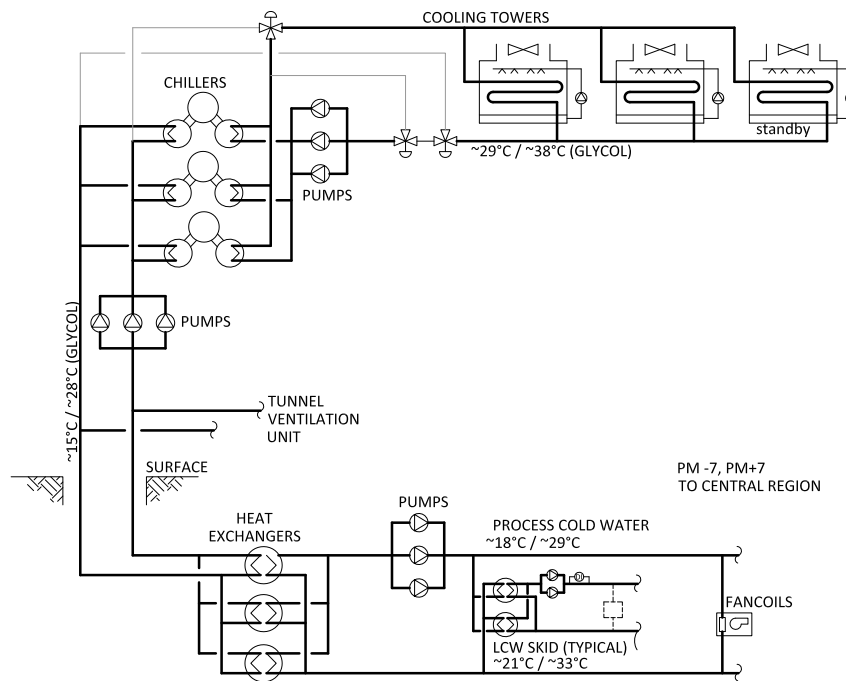 COOLING TOWERS
CHILLERS
standby
~29°C / ~38°C (GLYCOL)
PUMPS
PUMPS
~15°C / ~28°C (GLYCOL)
TUNNEL
VENTILATION
UNIT
SURFACE
PM -7, PM+7
TO CENTRAL REGION
PUMPS
HEAT
EXCHANGERS
PROCESS COLD WATER
~18°C / ~29°C
FANCOILS
LCW SKID (TYPICAL)
~21°C / ~33°C